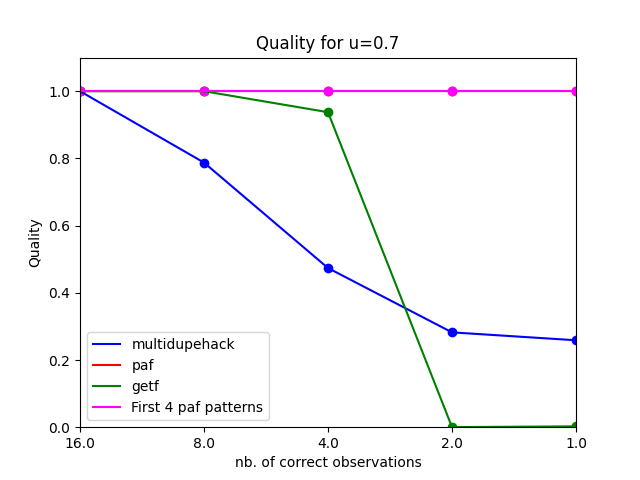 Quality for u=0.7
Quality
1.0
0.8
0.6
0.4
0.2
0.0
multidupehack
paf
getf
First 4 paf patterns
16.0 8.0 4.0 2.0 1.0
nb. of correct observations